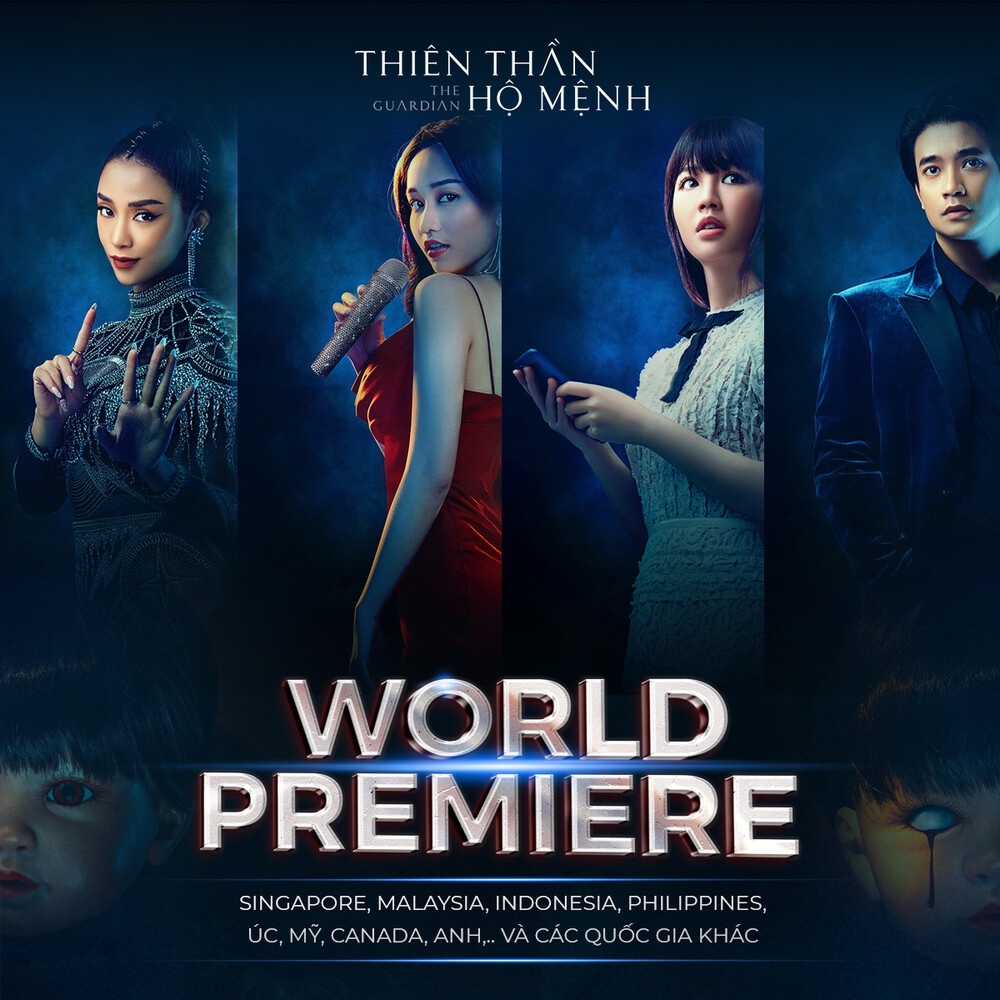 THIÊN THẦN
THE GUARDIAN HỘ MỆNH
WORLD
PREMIERE
SINGAPORE, MALAYSIA, INDONESIA, PHILIPPINES,
ÚC, MỸ, CANADA, ANH,.. VÀ CÁC QUỐC GIA KHÁC